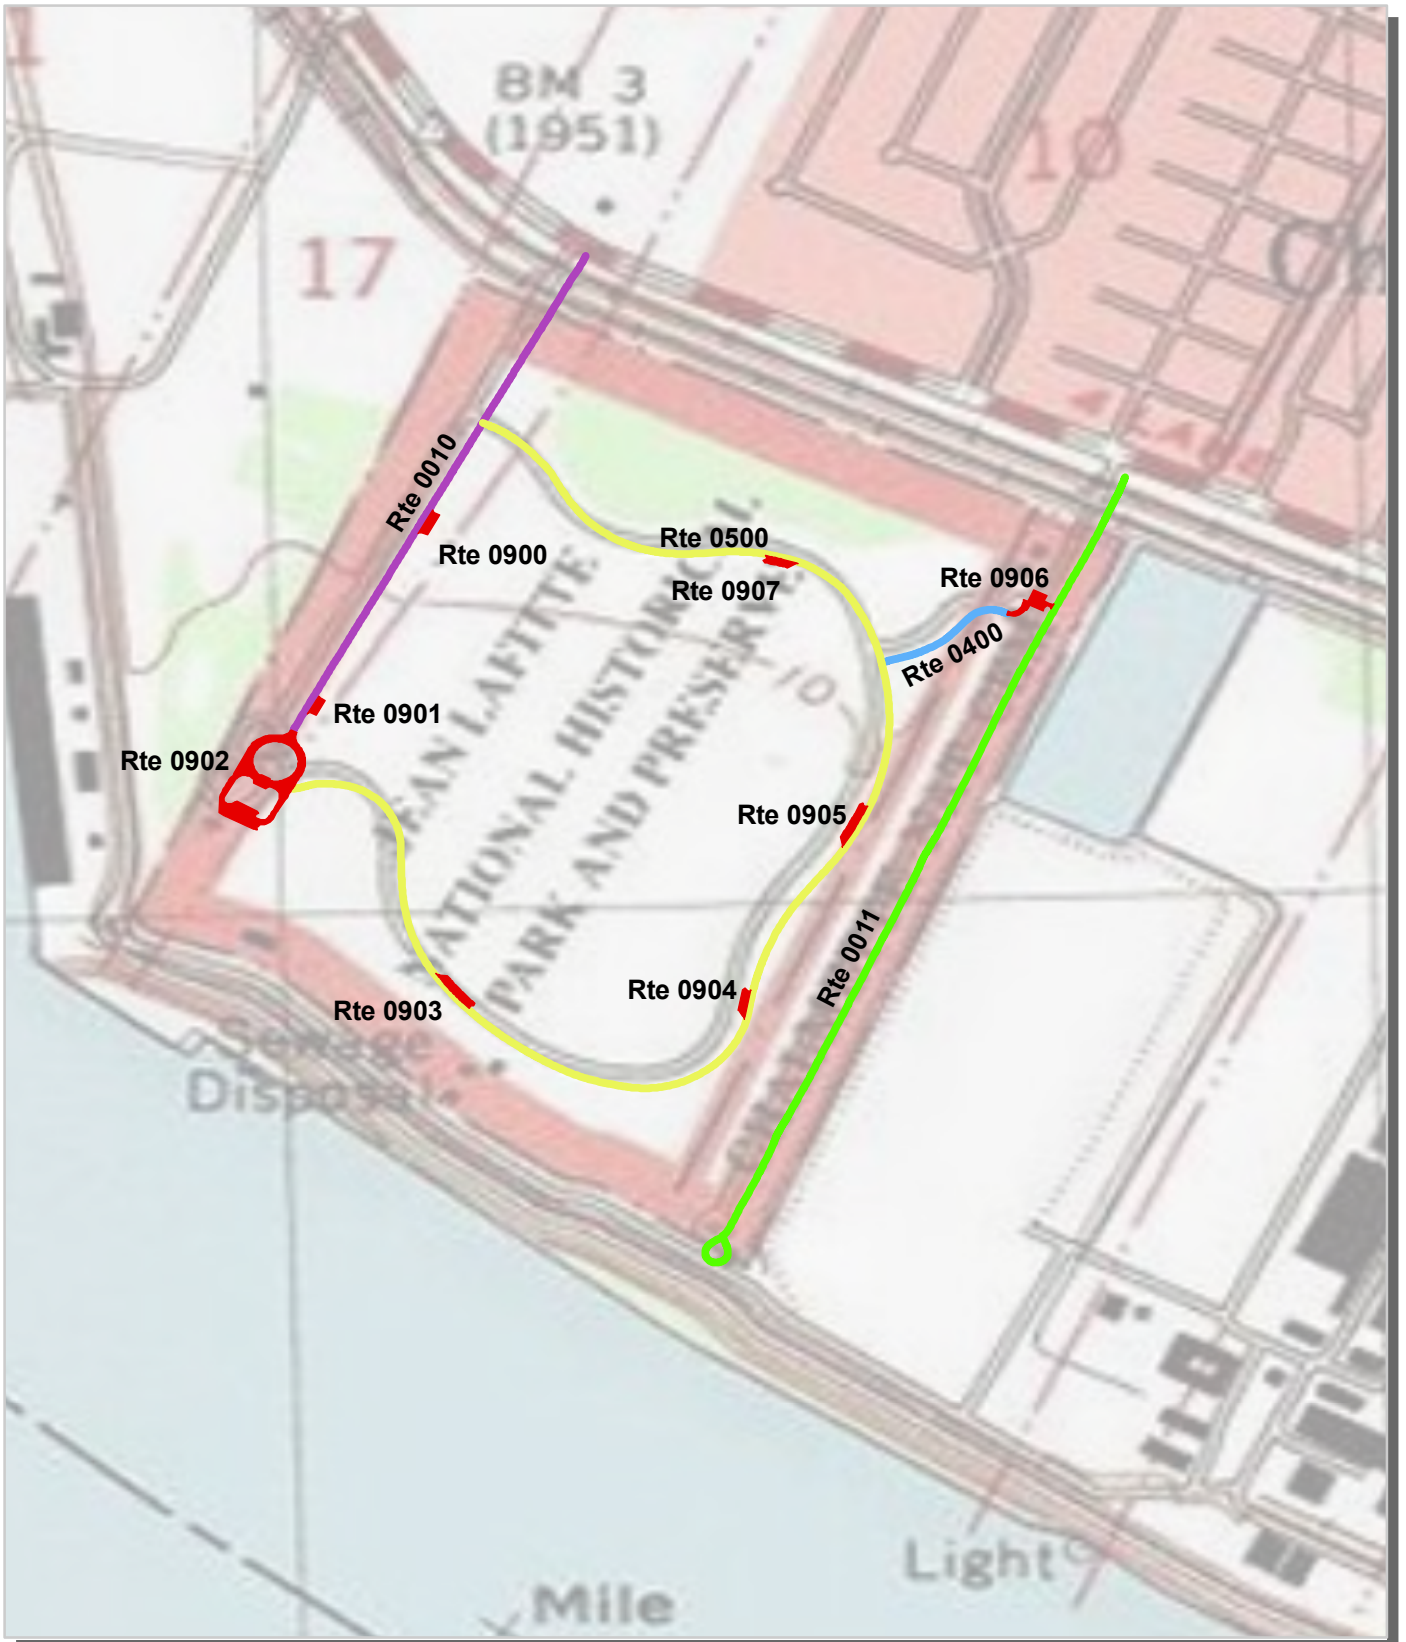 1
BM 3
(1951)
10
17
Rte 0010
Rte 0500
Rte 0900
Rte 0907
Rte 0906
Rte 0400
JEAN LAFITTE
NATIONAL HISTORICAL
PARK AND PRESERVE
10
Rte 0901
Rte 0902
Rte 0905
Rte 0011
Rte 0904
Rte 0903
Sewage
Disposal
Light
Mile